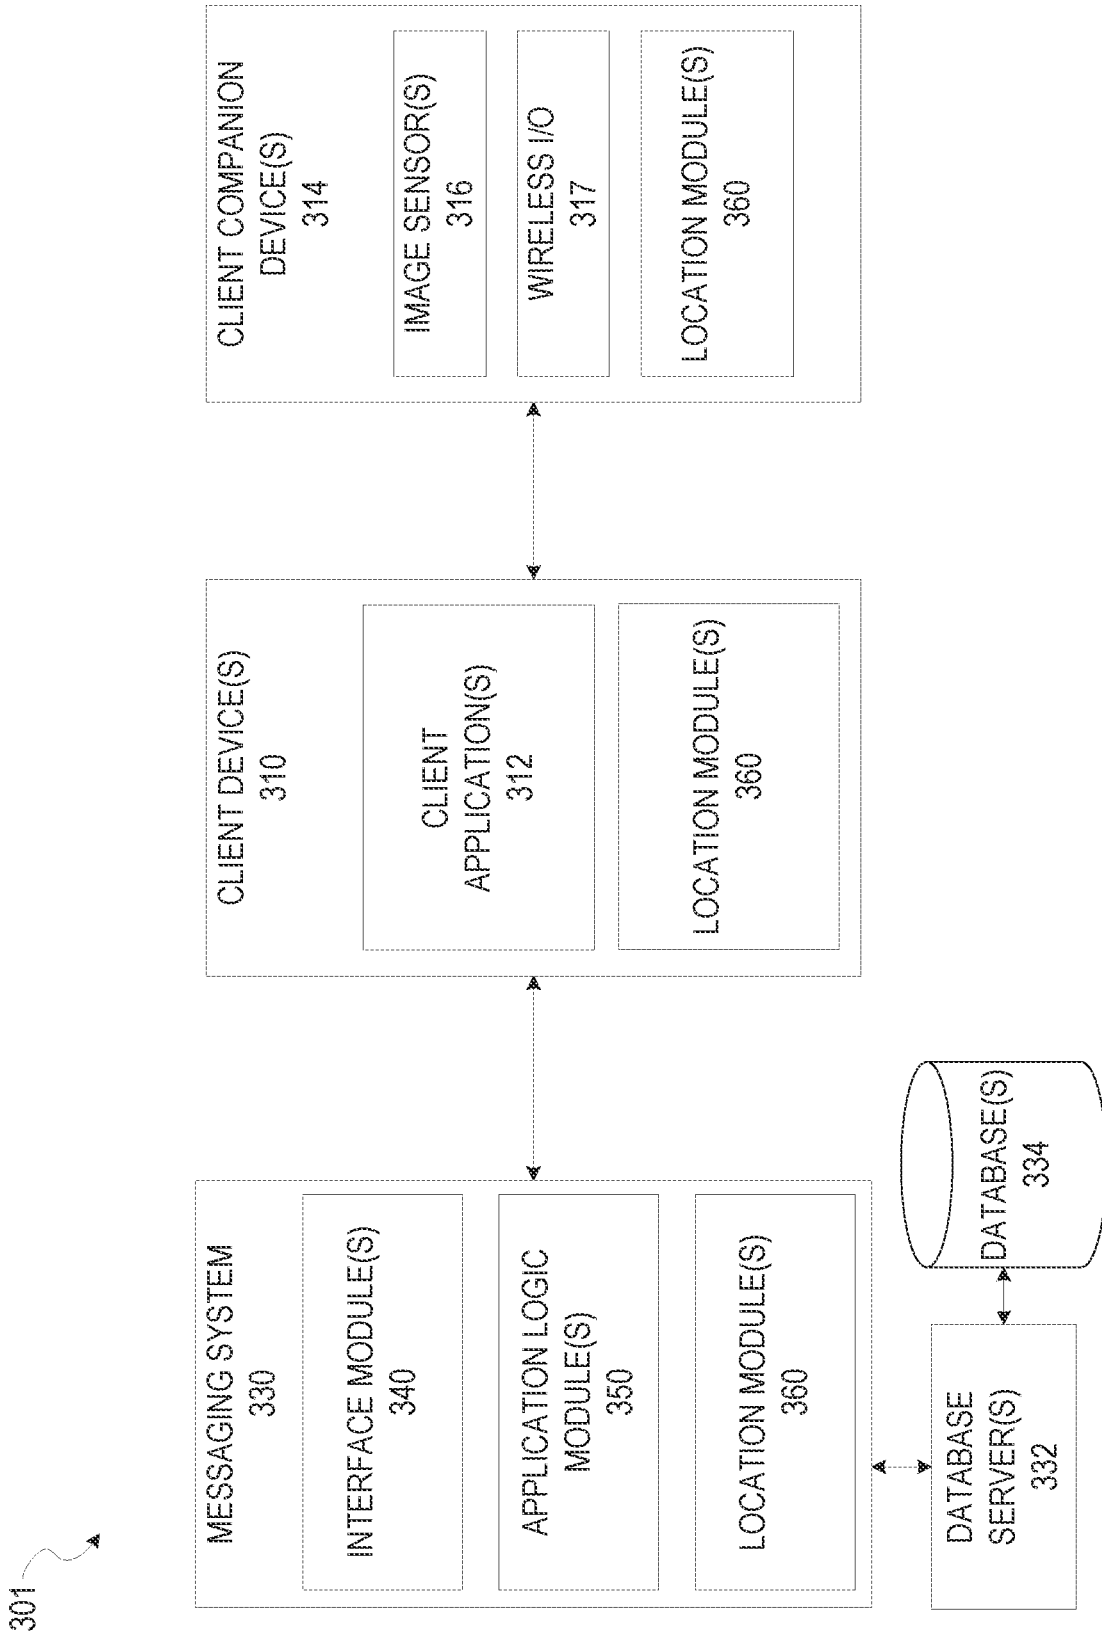 301
MESSAGING SYSTEM
330
INTERFACE MODULE(S)
340
APPLICATION LOGIC
MODULE(S)
350
LOCATION MODULE(S)
360
DATABASE
SERVER(S)
332
DATABASE(S)
334
CLIENT DEVICE(S)
310
CLIENT
APPLICATION(S)
312
LOCATION MODULE(S)
360
CLIENT COMPANION
DEVICE(S)
314
IMAGE SENSOR(S)
316
WIRELESS I/O
317
LOCATION MODULE(S)
360